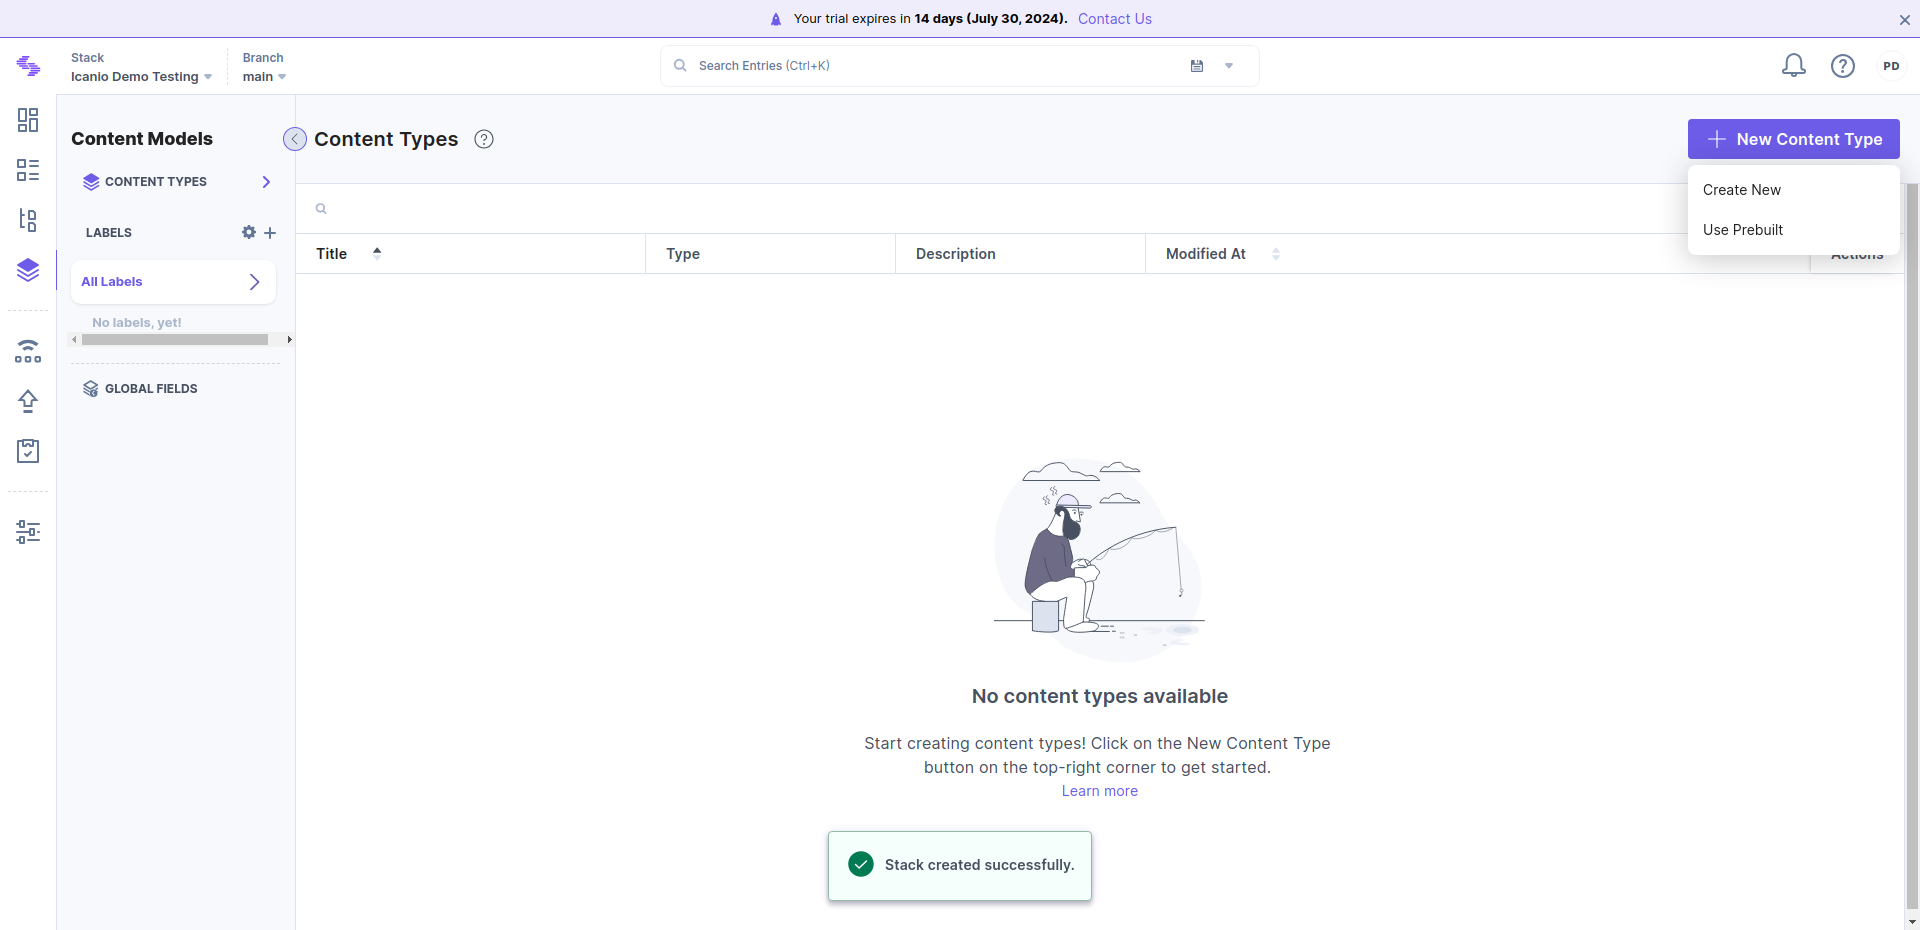 Your trial expires in 14 days (July 30, 2024). Contact Us
Stack
Icanio Demo Testing
Branch
main
Search Entries (Ctrl+K)
PD
Content Models
CONTENT TYPES
LABELS
All Labels
No labels, yet!
GLOBAL FIELDS
Content Types
New Content Type
Create New
Use Prebuilt
Title
Type
Description
Modified At
Actions
No content types available
Start creating content types! Click on the New Content Type
button on the top-right corner to get started.
Learn more
Stack created successfully.